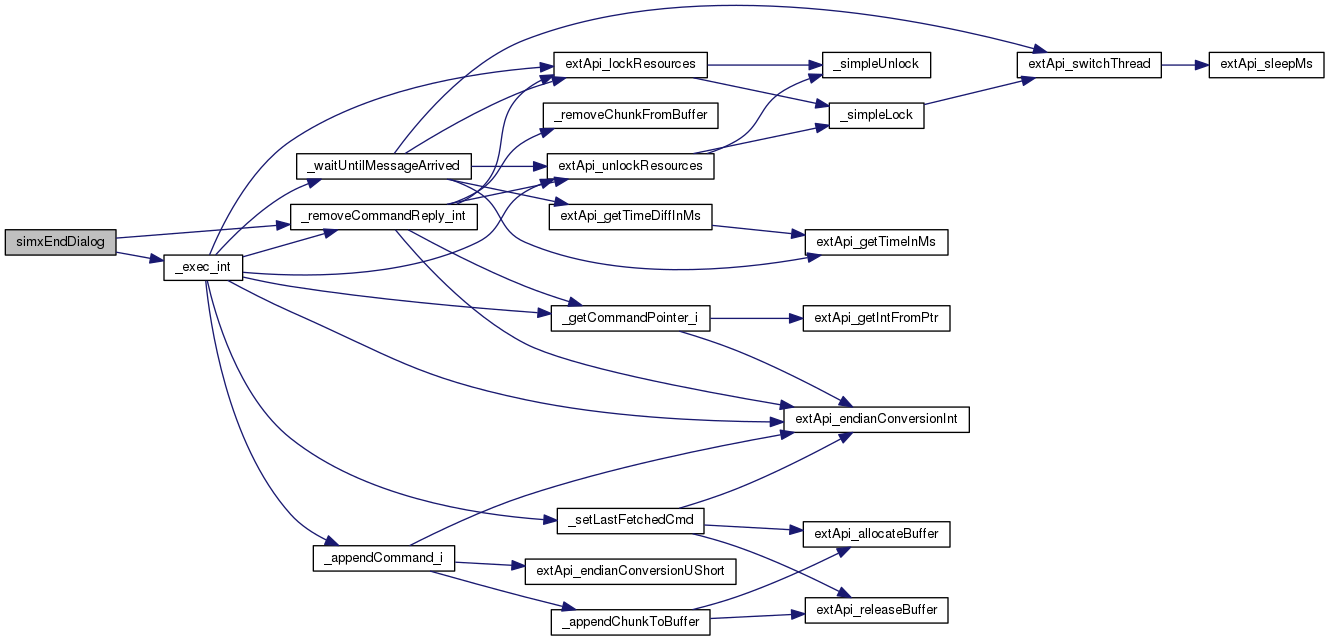 simxEndDialog
_exec_int
_waitUntilMessageArrived
_removeCommandReply_int
_appendCommand_i
extApi_lockResources
_removeChunkFromBuffer
extApi_unlockResources
extApi_getTimeDiffInMs
_getCommandPointer_i
_setLastFetchedCmd
extApi_endianConversionUShort
_appendChunkToBuffer
_simpleUnlock
_simpleLock
extApi_getTimeInMs
extApi_getIntFromPtr
extApi_endianConversionInt
extApi_allocateBuffer
extApi_releaseBuffer
extApi_switchThread
extApi_sleepMs